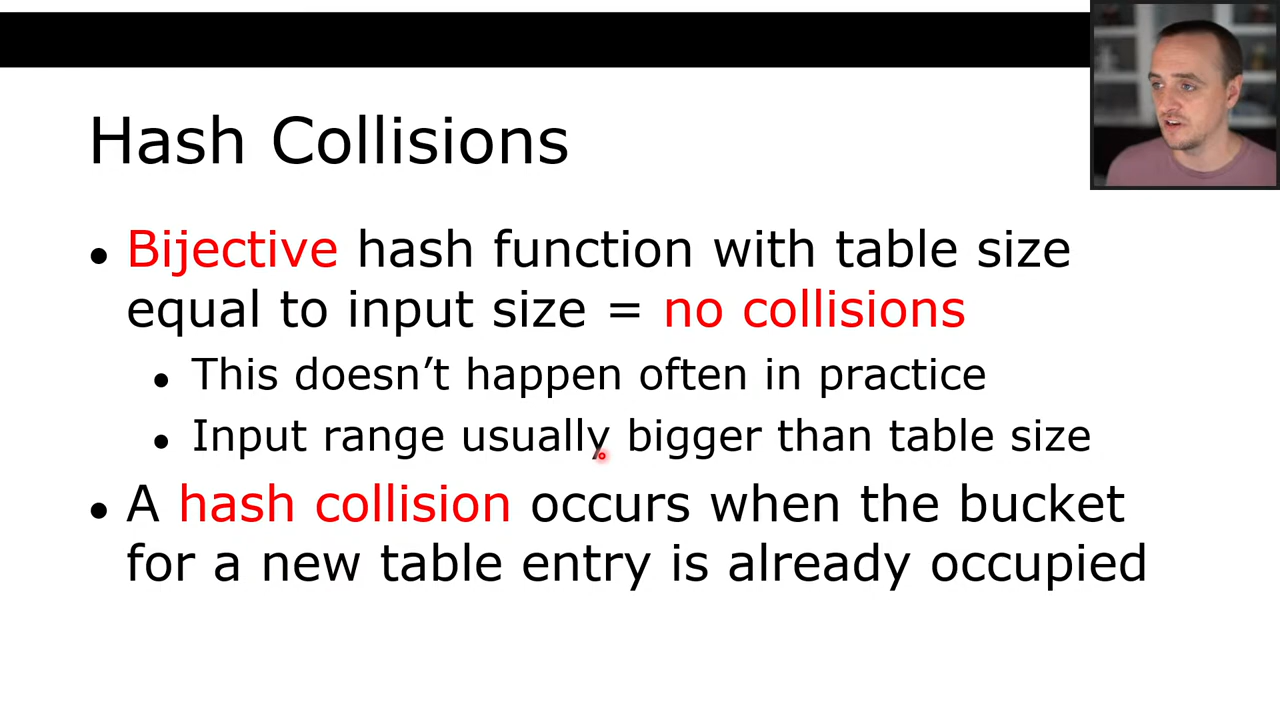 Hash Collisions
• Bijective hash function with table size
equal to input size = no collisions
• This doesn’t happen often in practice
• Input range usually bigger than table size
• A hash collision occurs when the bucket
for a new table entry is already occupied